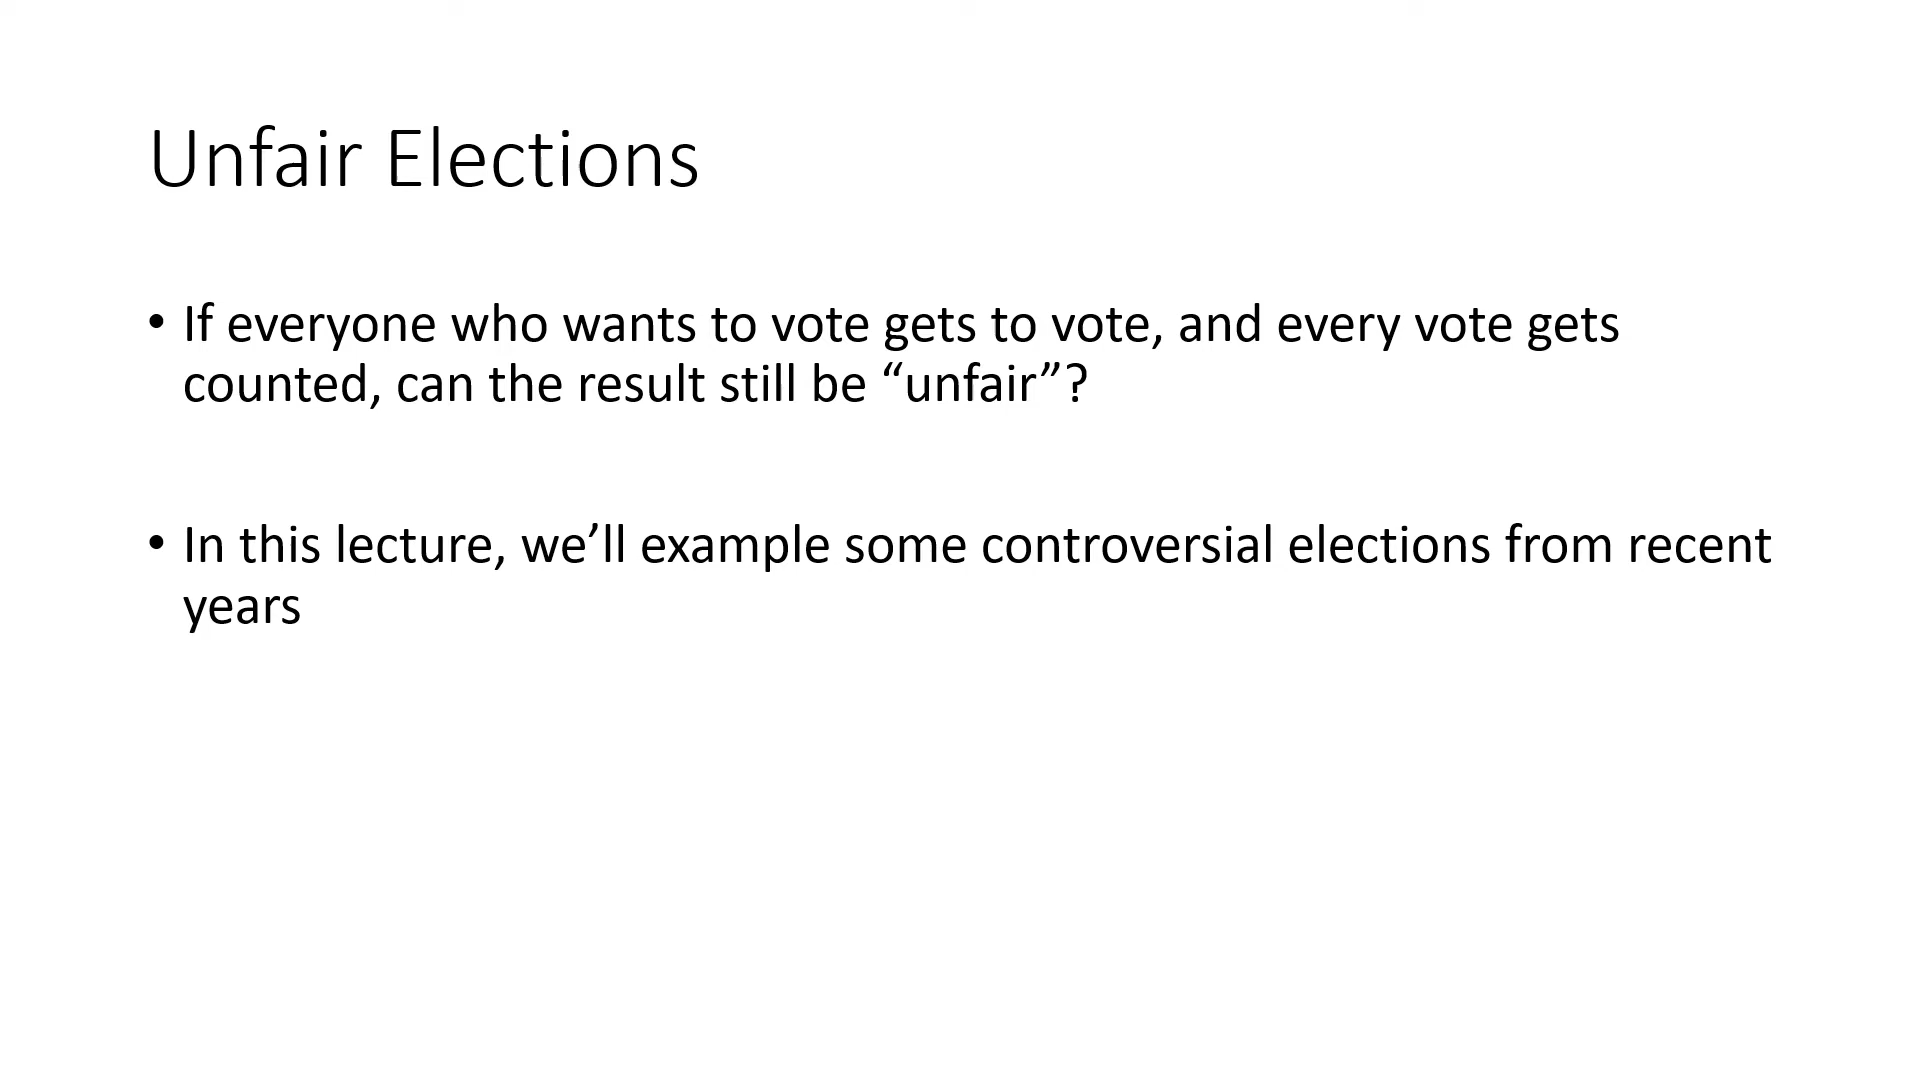 Unfair Elections
• If everyone who wants to vote gets to vote, and every vote gets
counted, can the result still be “unfair”?
• In this lecture, we’ll example some controversial elections from recent
years